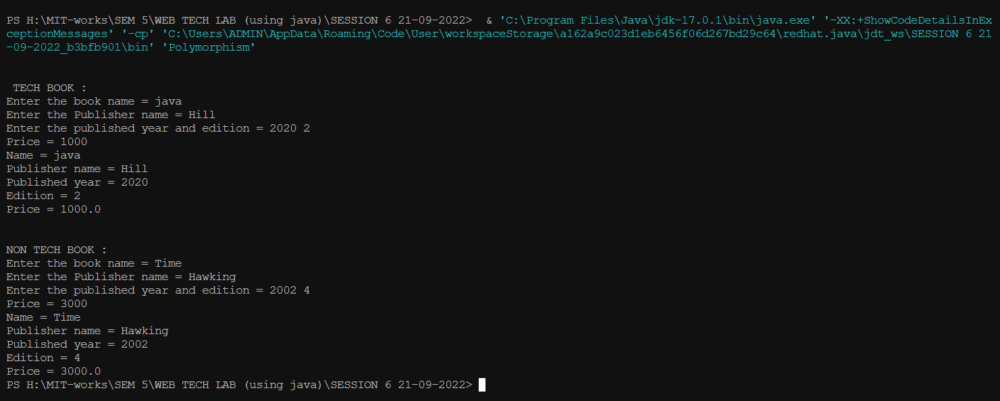 PS H:\MIT-works\SEM 5\WEB TECH LAB (using java)\SESSION 6 21-09-2022>  & 'C:\Program Files\Java\jdk-17.0.1\bin\java.exe' '-XX:+ShowCodeDetailsInEx
ceptionMessages' '-cp' 'C:\Users\ADMIN\AppData\Roaming\Code\User\workspaceStorage\a162a9c023d1eb6456f06d267bd29c64\redhat.java\jdt_ws\SESSION 6 21
-09-2022_b3bfb901\bin' 'Polymorphism'
TECH BOOK :
Enter the book name = java
Enter the Publisher name = Hill
Enter the published year and edition = 2020 2
Price = 1000
Name = java
Publisher name = Hill
Published year = 2020
Edition = 2
Price = 1000.0
NON TECH BOOK :
Enter the book name = Time
Enter the Publisher name = Hawking
Enter the published year and edition = 2002 4
Price = 3000
Name = Time
Publisher name = Hawking
Published year = 2002
Edition = 4
Price = 3000.0
PS H:\MIT-works\SEM 5\WEB TECH LAB (using java)\SESSION 6 21-09-2022>